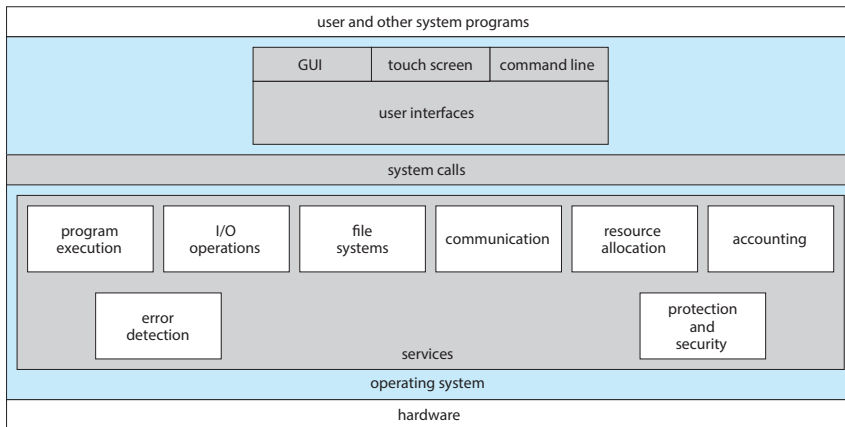 user and other system programs
GUI touch screen command line
user interfaces
system calls
program
execution
I/O
operations
file
systems
communication
resource
allocation
accounting
error
detection
protection
and
security
services
operating system
hardware